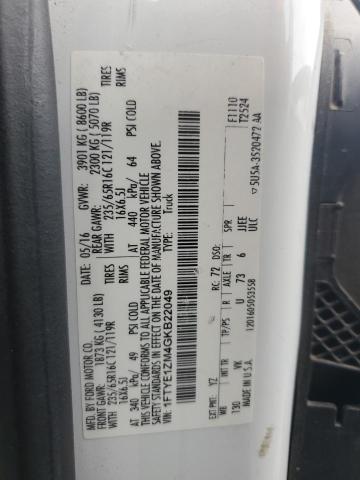 MFD. BY FORD MOTOR CO.
DATE: 05/16 GVWR: 3901 KG ( 8600 LB)
FRONT GAWR: 1873 KG ( 4130 LB) REAR GAWR: 2300 KG ( 5070 LB)
WITH 235/65R16C121/119R TIRES WITH 235/65R16C121/119R TIRES
16X6.5J RIMS 16X6.5J RIMS
AT 340 kPa/ 49 PSI COLD AT 440 kPa/ 64 PSI COLD
THIS VEHICLE CONFORMS TO ALL APPLICABLE FEDERAL MOTOR VEHICLE
SAFETY AND THEFT PREVENTION STANDARDS IN EFFECT ON THE DATE OF MANUFACTURE
SHOWN ABOVE.
VIN: 1FTYE1ZM4GKB22049
TYPE: Truck
F1110
T2524
EXT PNT: YZ RC: 72 DSO:
WB INT TR TP/PS R AXLE TR SPR
130 VK U 73 6 JJEE
ULC
MADE IN U.S.A.
1201605053558
5U5A-3520472 AA